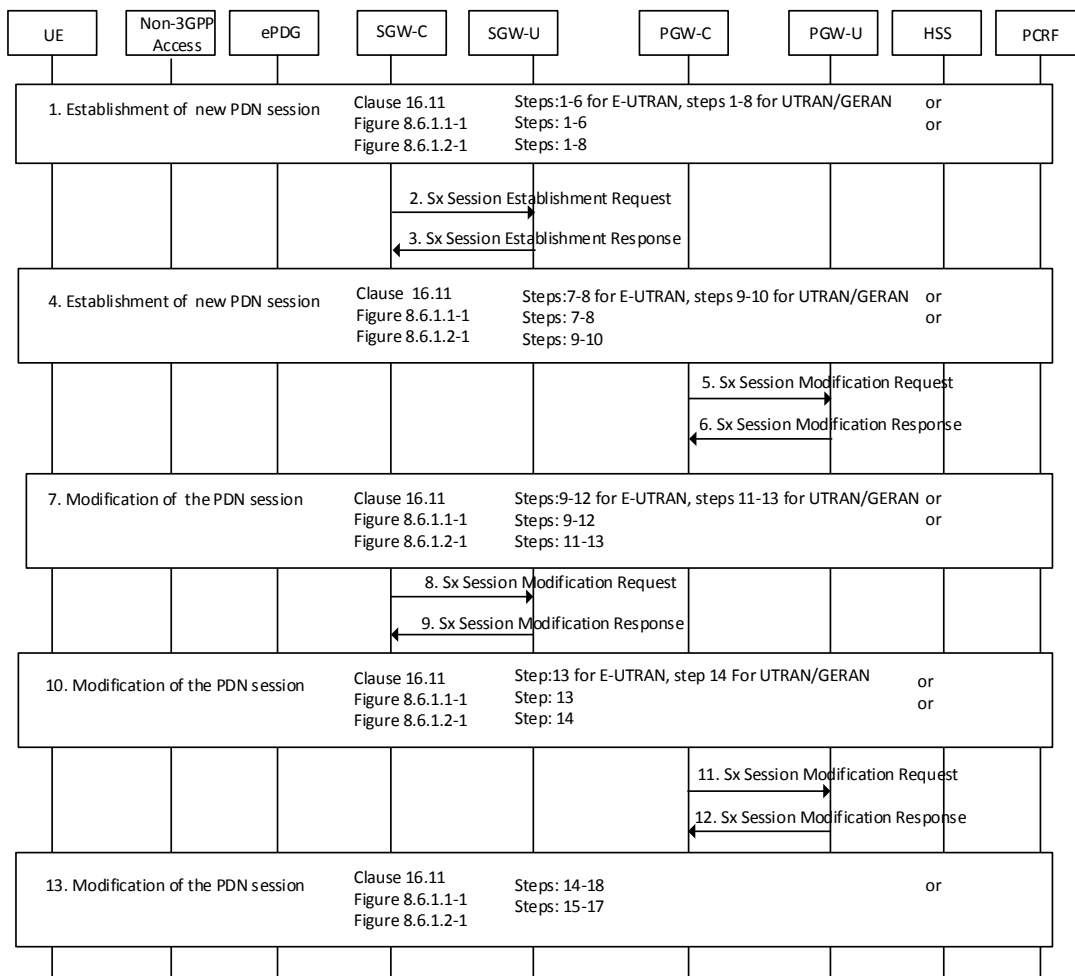 UE
Non-3GPP
Access
ePDG
SGW-C
SGW-U
PGW-C
PGW-U
HSS
PCRF
1. Establishment of new PDN session
Clause 16.11 Steps:1-6 for E-UTRAN, steps 1-8 for UTRAN/GERAN or
Figure 8.6.1.1-1 Steps: 1-6 or
Figure 8.6.1.2-1 Steps: 1-8
2. Sx Session Establishment Request
3. Sx Session Establishment Response
4. Establishment of new PDN session
Clause 16.11 Steps:7-8 for E-UTRAN, steps 9-10 for UTRAN/GERAN or
Figure 8.6.1.1-1 Steps: 7-8 or
Figure 8.6.1.2-1 Steps: 9-10
5. Sx Session Modification Request
6. Sx Session Modification Response
7. Modification of the PDN session
Clause 16.11 Steps:9-12 for E-UTRAN, steps 11-13 for UTRAN/GERAN or
Figure 8.6.1.1-1 Steps: 9-12 or
Figure 8.6.1.2-1 Steps: 11-13
8. Sx Session Modification Request
9. Sx Session Modification Response
10. Modification of the PDN session
Clause 16.11 Step:13 for E-UTRAN, step 14 For UTRAN/GERAN or
Figure 8.6.1.1-1 Step: 13 or
Figure 8.6.1.2-1 Step: 14
11. Sx Session Modification Request
12. Sx Session Modification Response
13. Modification of the PDN session
Clause 16.11 Steps: 14-18 or
Figure 8.6.1.1-1 Steps: 15-17
Figure 8.6.1.2-1